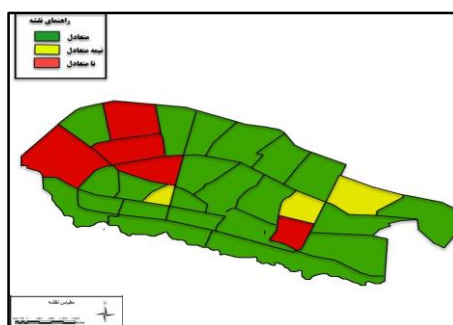 راهنمای نقشه
متعادل
نیمه متعادل
نا متعادل
مقیاس نقشه